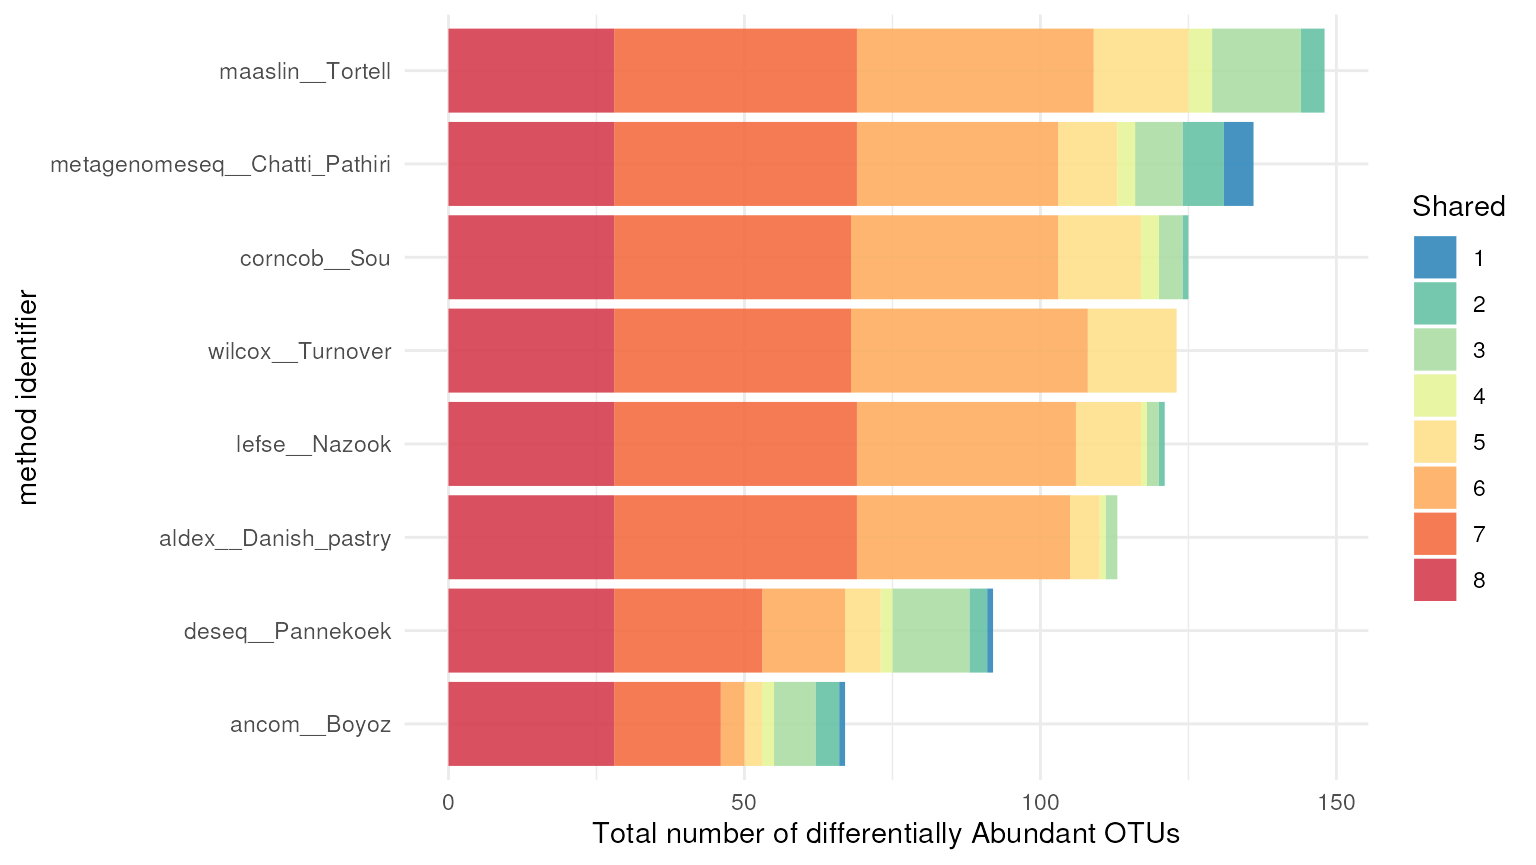 method identifier
maaslin__Tortell
metagenomeseq__Chatti_Pathiri
corncob__Sou
wilcox__Turnover
lefse__Nazook
aldex__Danish_pastry
deseq__Pannekoek
ancom__Boyoz
0
50
100
150
Total number of differentially Abundant OTUs
Shared
1
2
3
4
5
6
7
8